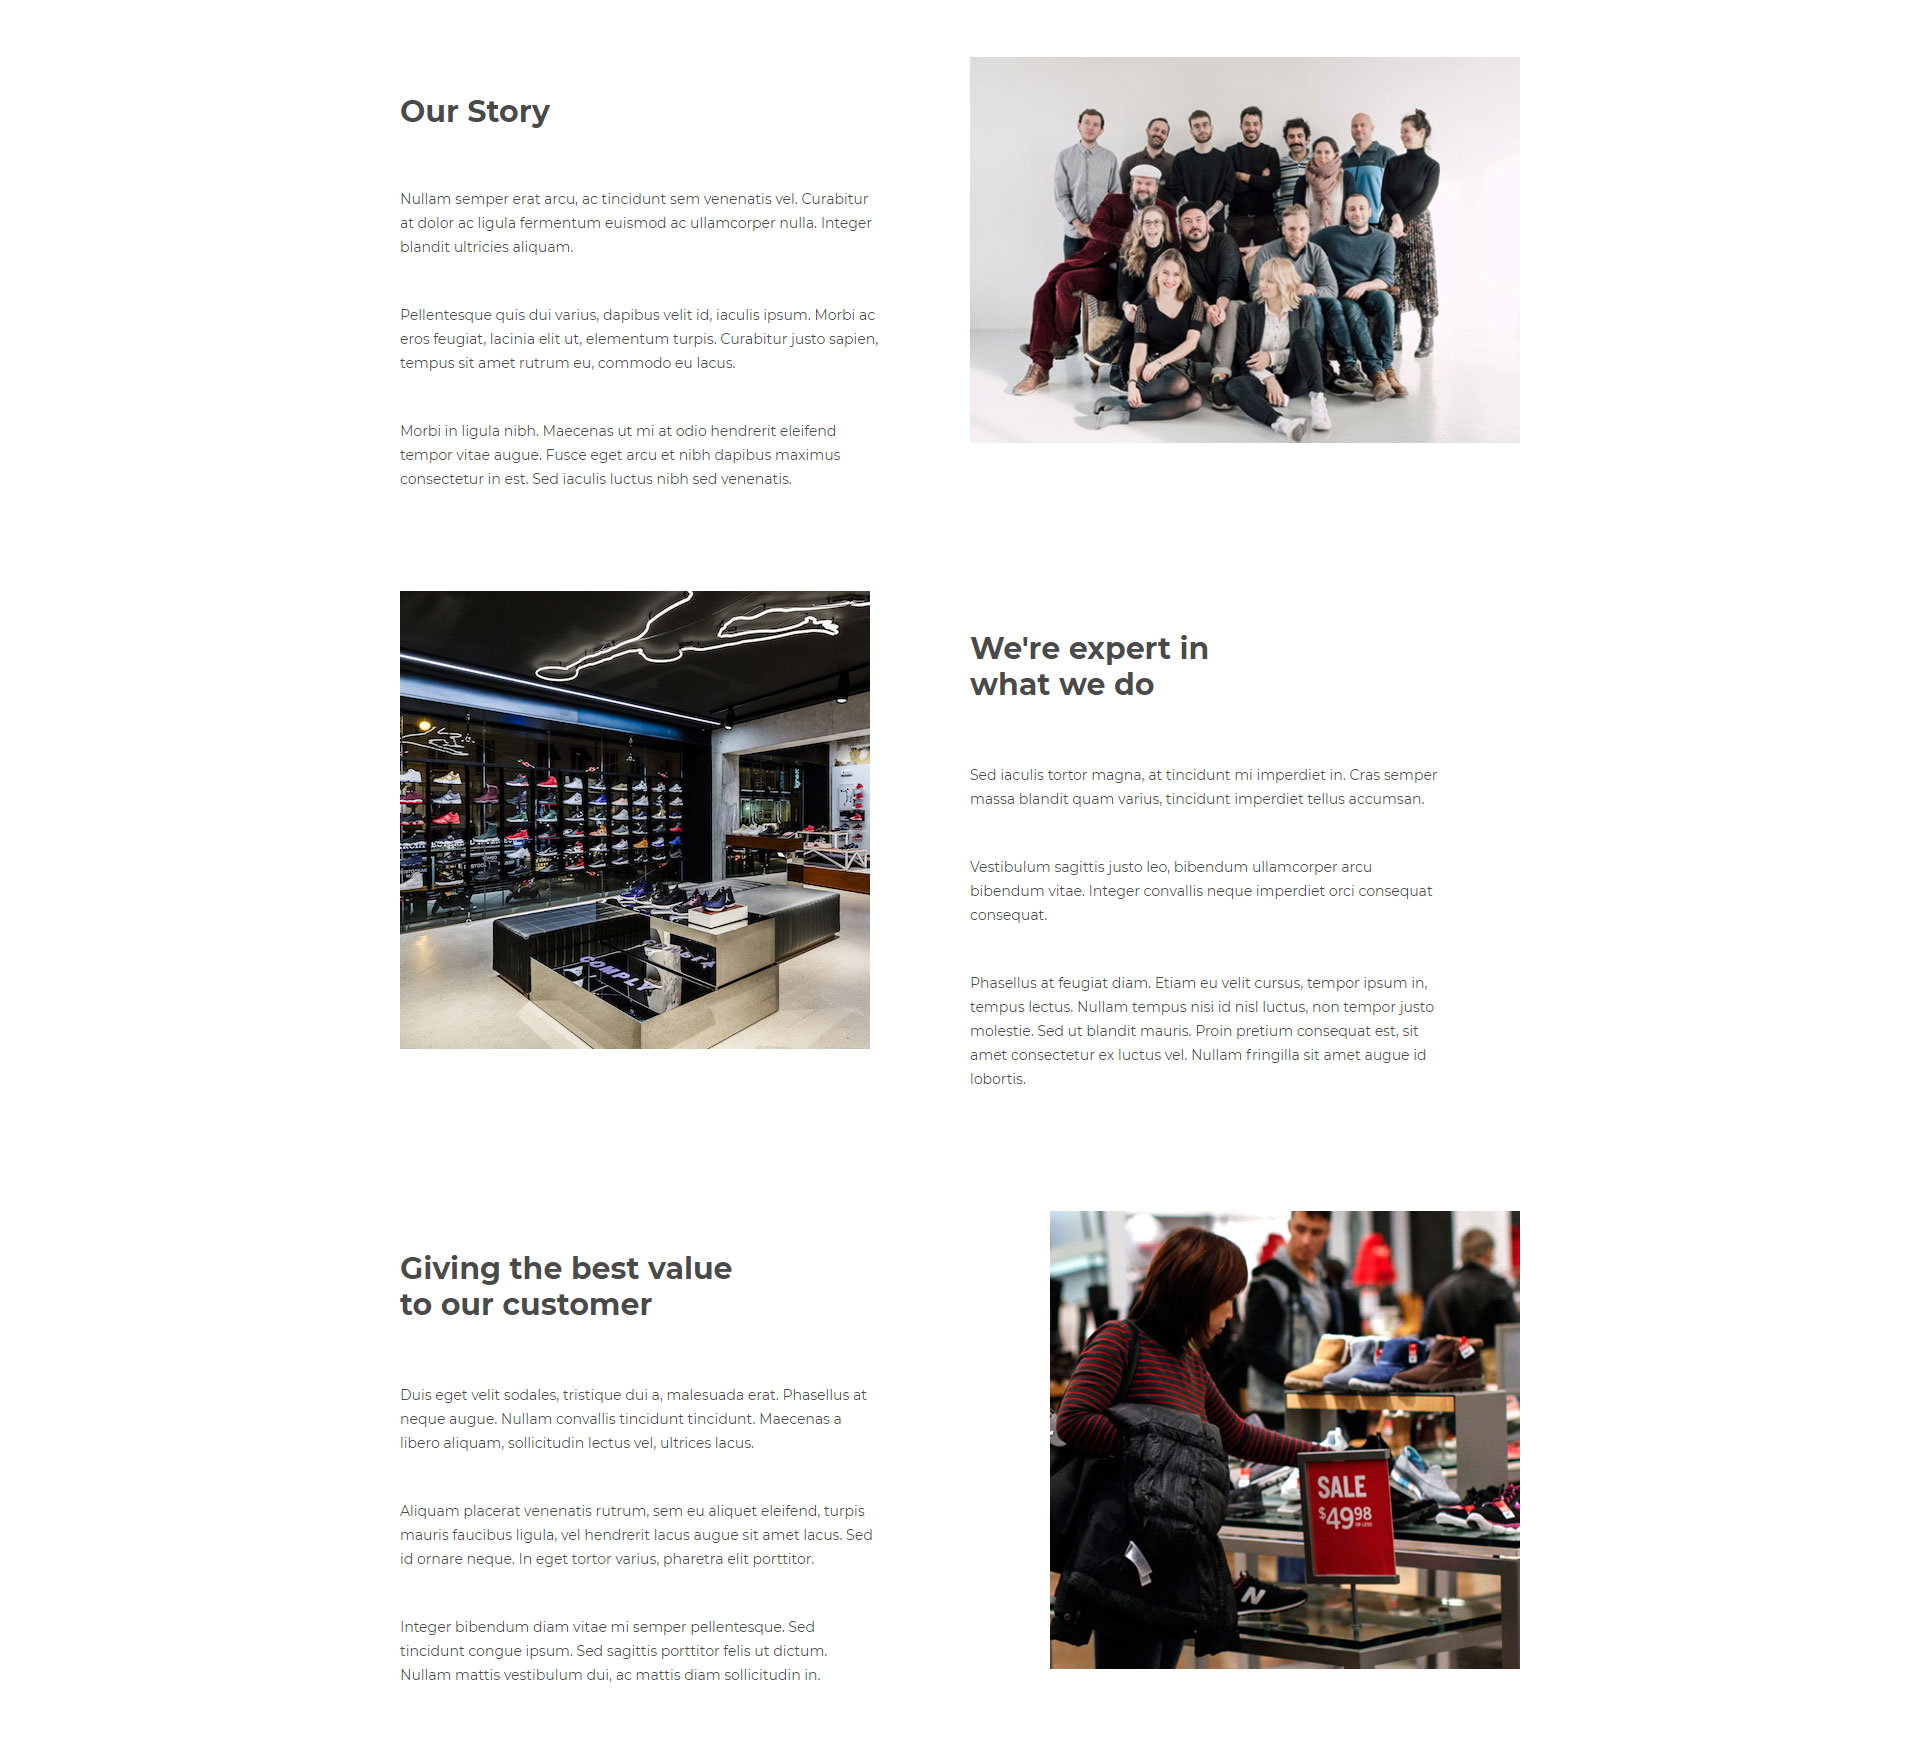 Our Story
Nullam semper erat arcu, ac tincidunt sem venenatis vel. Curabitur
at dolor ac ligula fermentum euismod ac ullamcorper nulla. Integer
blandit ultricies aliquam.
Pellentesque quis dui varius, dapibus velit id, iaculis ipsum. Morbi ac
eros feugiat, lacinia elit ut, elementum turpis. Curabitur justo sapien,
tempus sit amet rutrum eu, commodo eu lacus.
Morbi in ligula nibh. Maecenas ut mi at odio hendrerit eleifend
tempor vitae augue. Fusce eget arcu et nibh dapibus maximus
consectetur in est. Sed iaculis luctus nibh sed venenatis.
COMPLY
We're expert in
what we do
Sed iaculis tortor magna, at tincidunt mi imperdiet in. Cras semper
massa blandit quam varius, tincidunt imperdiet tellus accumsan.
Vestibulum sagittis justo leo, bibendum ullamcorper arcu
bibendum vitae. Integer convallis neque imperdiet orci consequat
consequat.
Phasellus at feugiat diam. Etiam eu velit cursus, tempor ipsum in,
tempus lectus. Nullam tempus nisi id nisl luctus, non tempor justo
molestie. Sed ut blandit mauris. Proin pretium consequat est, sit
amet consectetur ex luctus vel. Nullam fringilla sit amet augue id
lobortis.
Giving the best value
to our customer
Duis eget velit sodales, tristique dui a, malesuada erat. Phasellus at
neque augue. Nullam convallis tincidunt tincidunt. Maecenas a
libero aliquam, sollicitudin lectus vel, ultrices lacus.
Aliquam placerat venenatis rutrum, sem eu aliquet eleifend, turpis
mauris faucibus ligula, vel hendrerit lacus augue sit amet lacus. Sed
id ornare neque. In eget tortor varius, pharetra elit porttitor.
Integer bibendum diam vitae mi semper pellentesque. Sed
tincidunt congue ipsum. Sed sagittis porttitor felis ut dictum.
Nullam mattis vestibulum dui, ac mattis diam sollicitudin in.
SALE
$4998
OR LESS
N